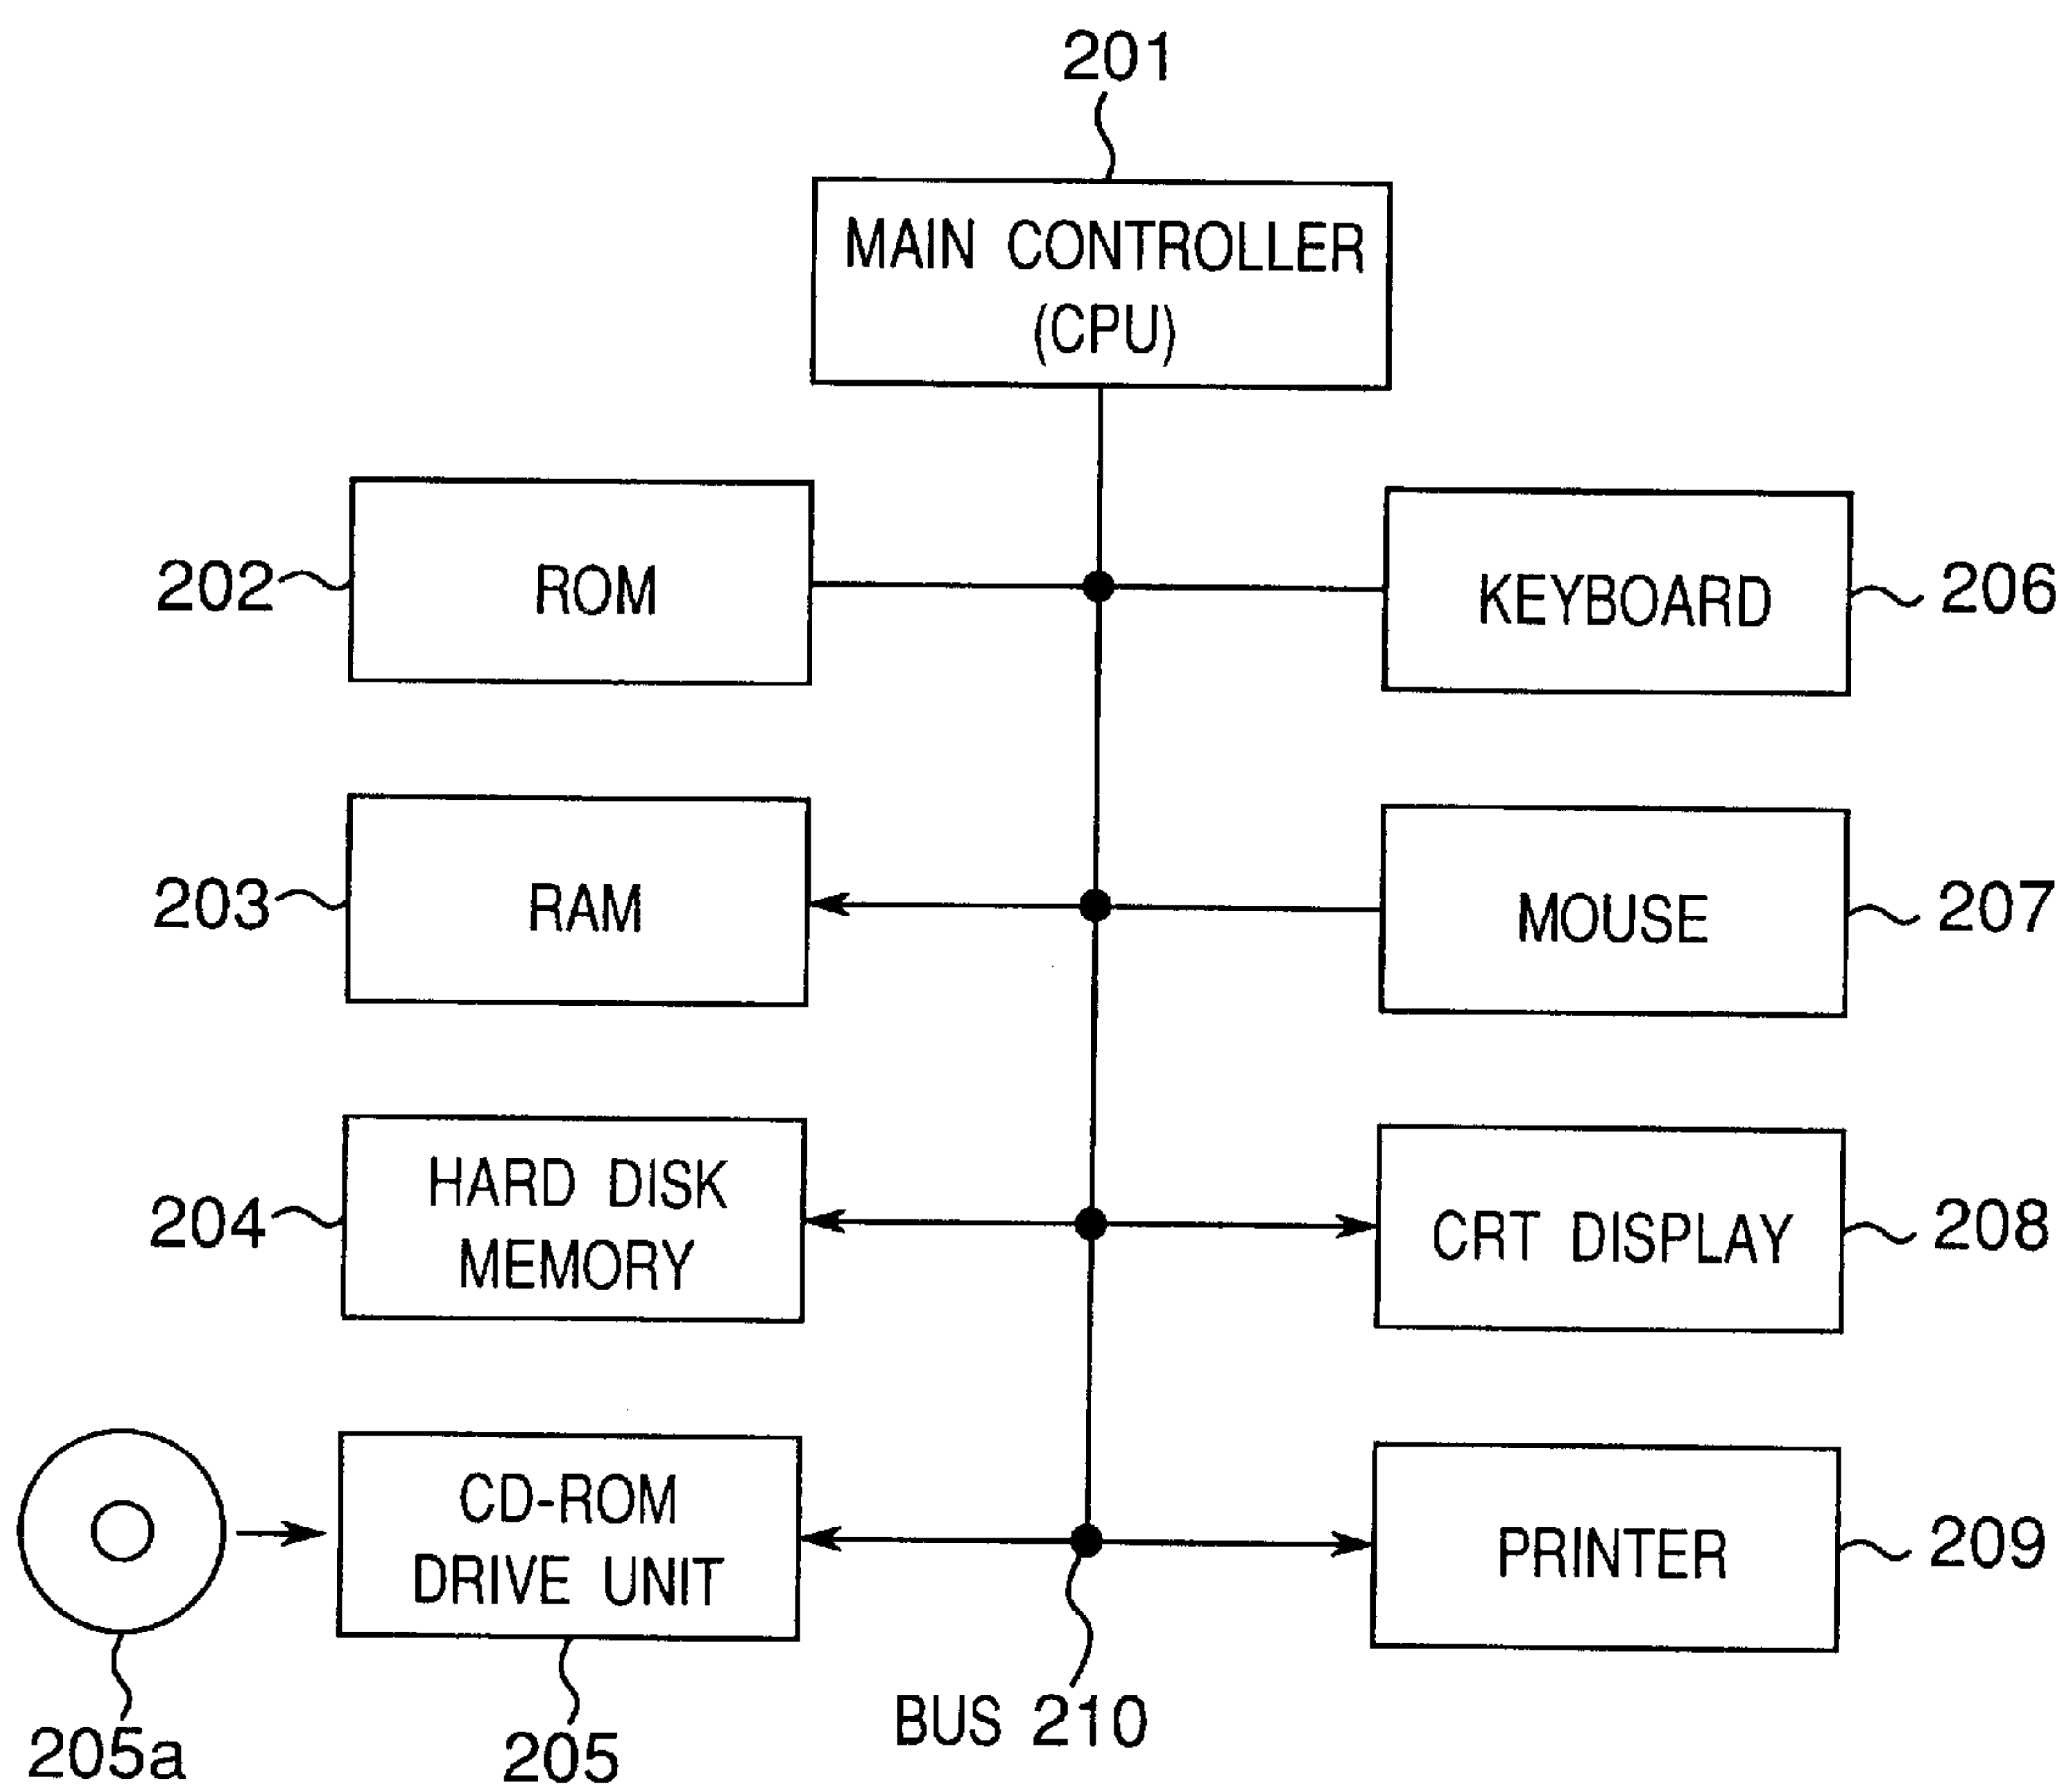 201
MAIN CONTROLLER
(CPU)
202
ROM
KEYBOARD
206
203
RAM
MOUSE
207
204
HARD DISK
MEMORY
CRT DISPLAY
208
CD-ROM
DRIVE UNIT
PRINTER
209
205a
205
BUS 210